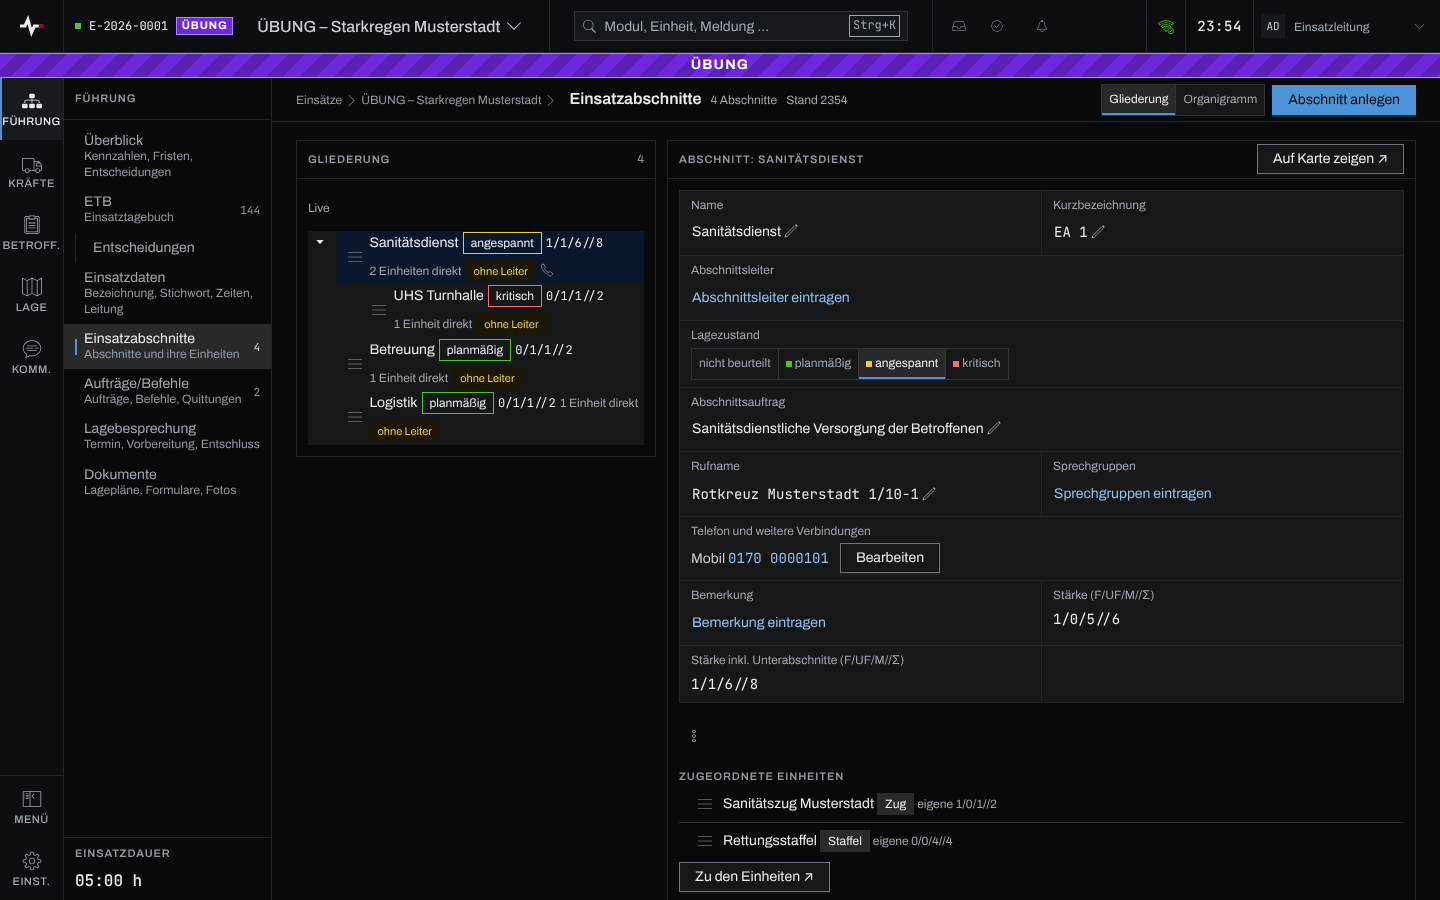 E-2026-0001 ÜBUNG ÜBUNG – Starkregen Musterstadt Modul, Einheit, Meldung ... Strg+K 23:54 AD Einsatzleitung
ÜBUNG
FÜHRUNG
KRÄFTE
BETROFF.
LAGE
KOMM.
MENÜ
EINST.
FÜHRUNG
Überblick
Kennzahlen, Fristen,
Entscheidungen
ETB
Einsatztagebuch 144
Entscheidungen
Einsatzdaten
Bezeichnung, Stichwort, Zeiten,
Leitung
Einsatzabschnitte
Abschnitte und ihre Einheiten 4
Aufträge/Befehle
Aufträge, Befehle, Quittungen 2
Lagebesprechung
Termin, Vorbereitung, Entschluss
Dokumente
Lagepläne, Formulare, Fotos
EINSATZDAUER
05:00 h
Einsätze ÜBUNG – Starkregen Musterstadt Einsatzabschnitte 4 Abschnitte Stand 2354 Gliederung Organigramm Abschnitt anlegen
GLIEDERUNG 4
Live
Sanitätsdienst angespannt 1/1/6//8
2 Einheiten direkt ohne Leiter
UHS Turnhalle kritisch 0/1/1//2
1 Einheit direkt ohne Leiter
Betreuung planmäßig 0/1/1//2
1 Einheit direkt ohne Leiter
Logistik planmäßig 0/1/1//2 1 Einheit direkt
ohne Leiter
ABSCHNITT: SANITÄTSDIENST Auf Karte zeigen ↗
Name Kurzbezeichnung
Sanitätsdienst EA 1
Abschnittsleiter
Abschnittsleiter eintragen
Lagezustand
nicht beurteilt planmäßig angespannt kritisch
Abschnittsauftrag
Sanitätsdienstliche Versorgung der Betroffenen
Rufname Sprechgruppen
Rotkreuz Musterstadt 1/10-1 Sprechgruppen eintragen
Telefon und weitere Verbindungen
Mobil 0170 0000101 Bearbeiten
Bemerkung Stärke (F/UF/M//Σ)
Bemerkung eintragen 1/0/5//6
Stärke inkl. Unterabschnitte (F/UF/M//Σ)
1/1/6//8
ZUGEORDNETE EINHEITEN
Sanitätszug Musterstadt Zug eigene 1/0/1//2
Rettungsstaffel Staffel eigene 0/0/4//4
Zu den Einheiten ↗